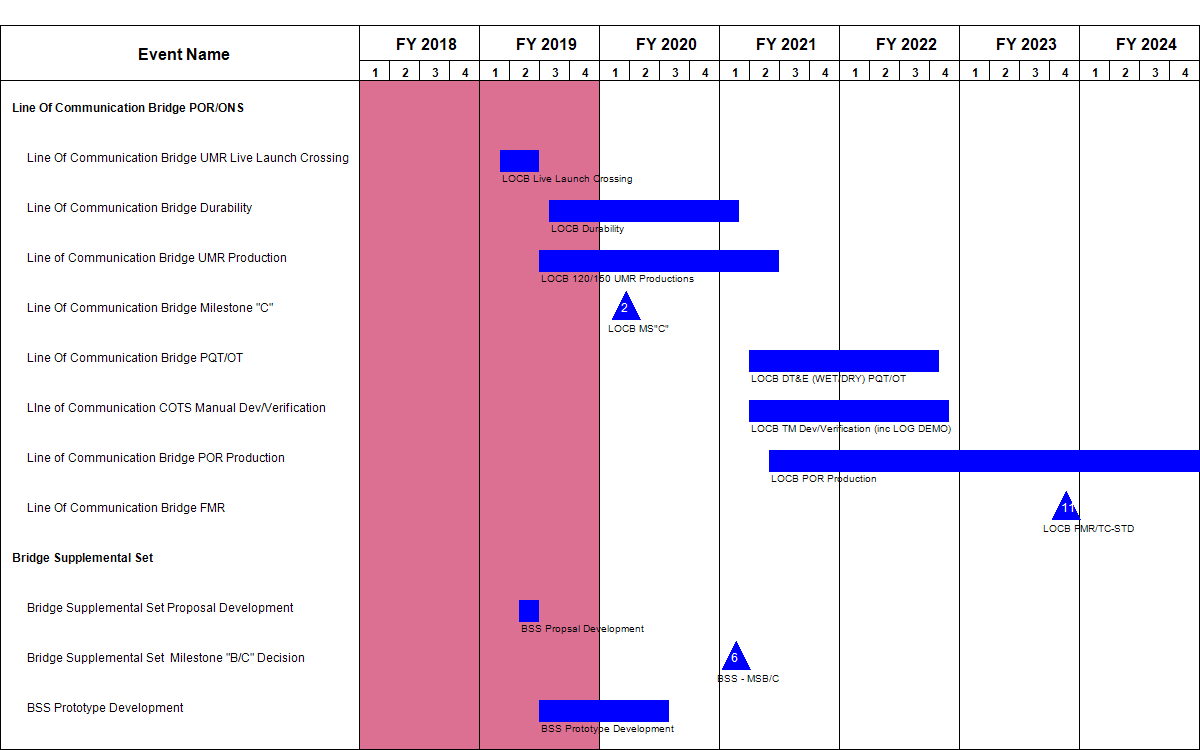 Event Name
FY 2018 FY 2019 FY 2020 FY 2021 FY 2022 FY 2023 FY 2024
1 2 3 4 1 2 3 4 1 2 3 4 1 2 3 4 1 2 3 4 1 2 3 4 1 2 3 4
Line Of Communication Bridge POR/ONS
Line Of Communication Bridge UMR Live Launch Crossing
LOCB Live Launch Crossing
Line Of Communication Bridge Durability
LOCB Durability
Line of Communication Bridge UMR Production
LOCB 120/150 UMR Productions
Line Of Communication Bridge Milestone "C"
2
LOCB MS"C"
Line Of Communication Bridge PQT/OT
LOCB DT&E (WET/DRY) PQT/OT
LIne of Communication COTS Manual Dev/Verification
LOCB TM Dev/Verification (inc LOG DEMO)
Line of Communication Bridge POR Production
LOCB POR Production
Line Of Communication Bridge FMR
11
LOCB FMR/TC-STD
Bridge Supplemental Set
Bridge Supplemental Set Proposal Development
BSS Propsal Development
Bridge Supplemental Set Milestone "B/C" Decision
6
BSS - MSB/C
BSS Prototype Development
BSS Prototype Development